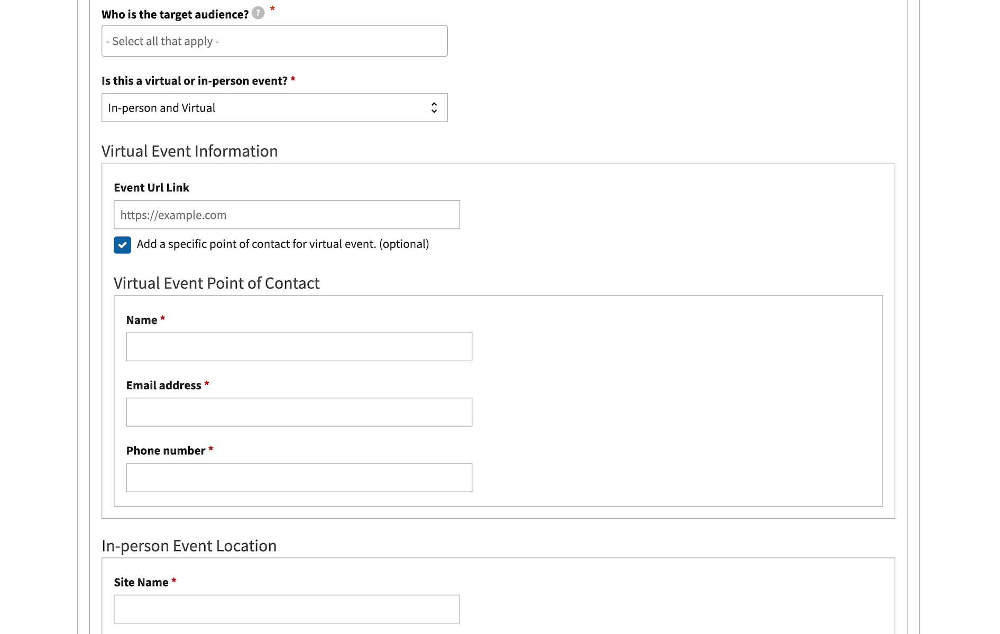 Who is the target audience? ? *
- Select all that apply -
Is this a virtual or in-person event? *
In-person and Virtual
Virtual Event Information
Event Url Link
https://example.com
Add a specific point of contact for virtual event. (optional)
Virtual Event Point of Contact
Name *
Email address *
Phone number *
In-person Event Location
Site Name *